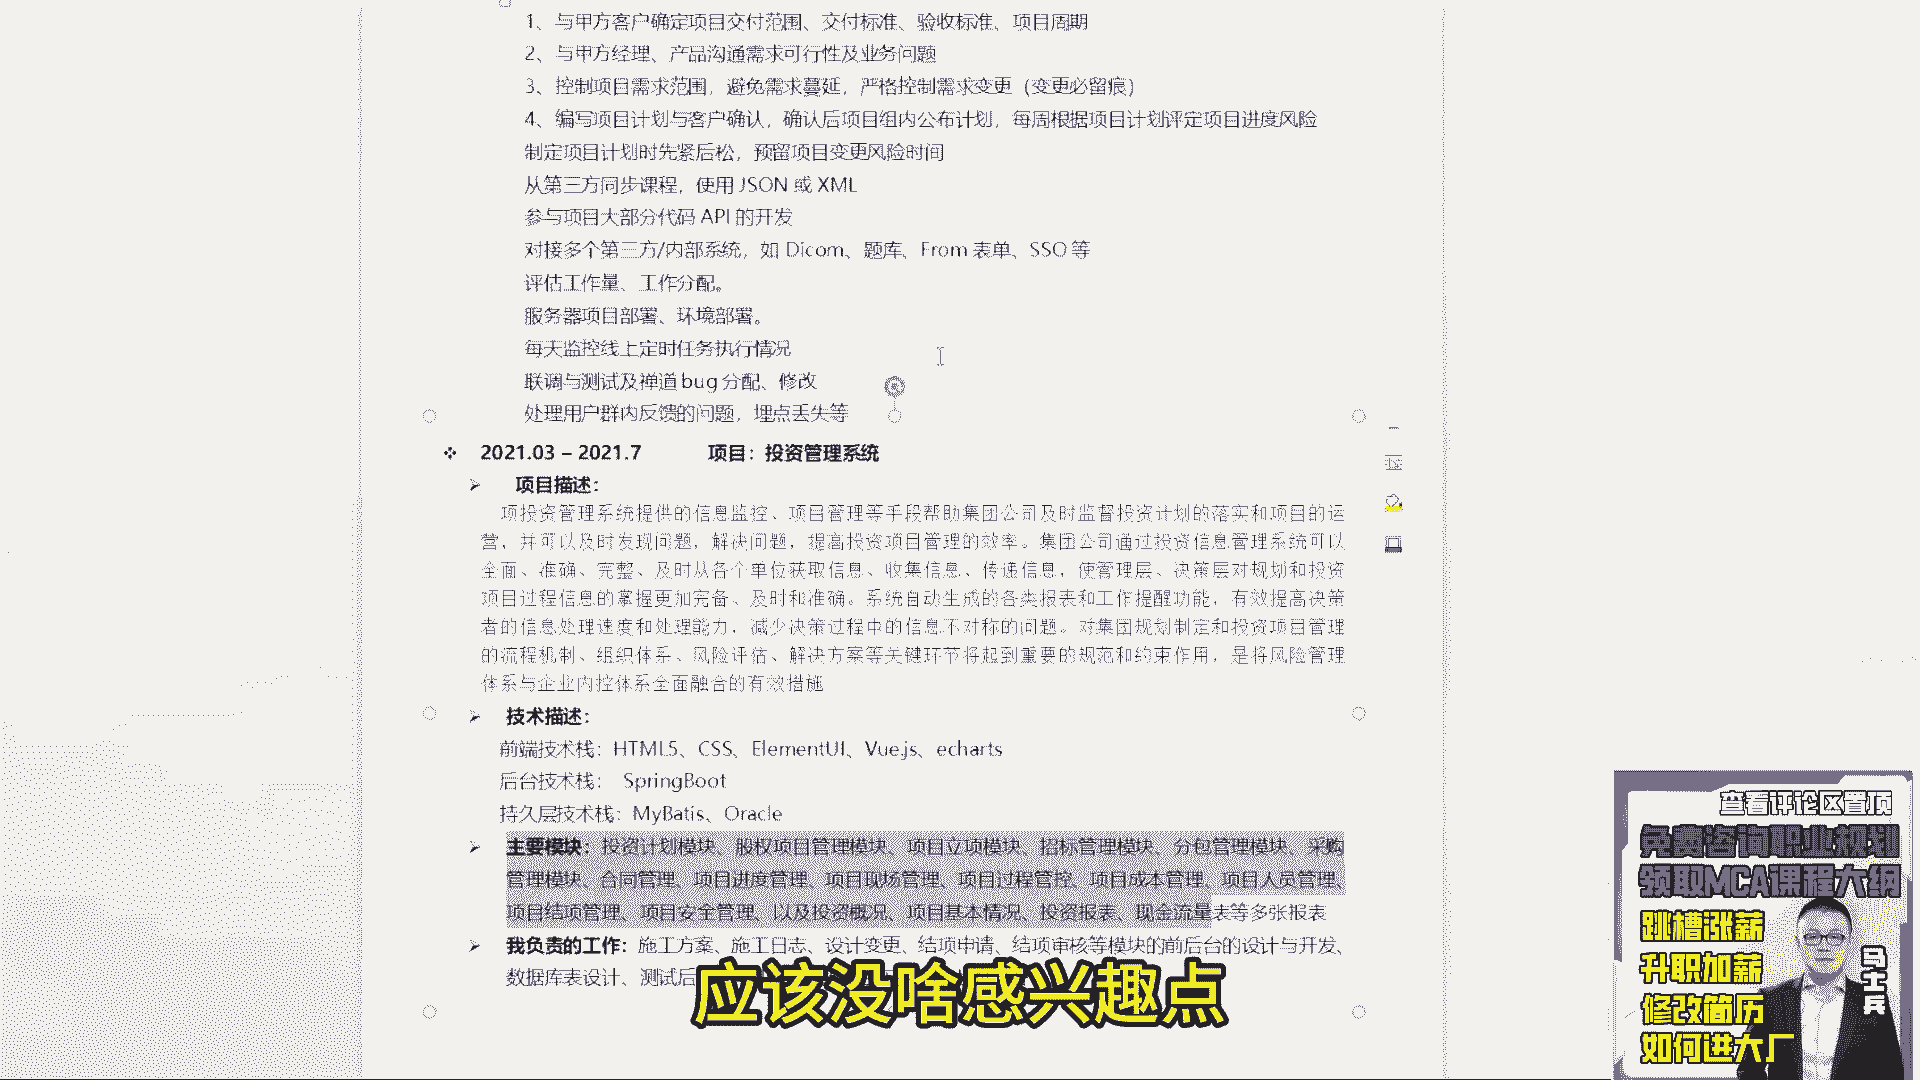 1、与甲方客户确定项目交付范围、交付标准、验收标准、项目周期
2、与甲方经理、产品沟通需求可行性及业务问题
3、控制项目需求范围，避免需求蔓延，严格控制需求变更（变更必留痕）
4、编写项目计划与客户确认，确认后项目组内公布计划，每周根据项目计划评定项目进度风险
制定项目计划时先紧后松，预留项目变更风险时间
从第三方同步课程，使用 JSON 或 XML
参与项目大部分代码 API 的开发
对接多个第三方/内部系统，如 Dicom、题库、From 表单、SSO 等
评估工作量、工作分配。
服务器项目部署、环境部署。
每天监控线上定时任务执行情况
联调与测试及禅道 bug 分配、修改
处理用户群内反馈的问题，埋点丢失等
2021.03 – 2021.7 项目：投资管理系统
项目描述：
项投资管理系统提供的信息监控、项目管理等手段帮助集团公司及时监督投资计划的落实和项目的运
营，并可以及时发现问题，解决问题，提高投资项目管理的效率。集团公司通过投资信息管理系统可以
全面、准确、完整、及时从各个单位获取信息、收集信息、传递信息，使管理层、决策层对规划和投资
项目过程信息的掌握更加完备、及时和准确。系统自动生成的各类报表和工作提醒功能，有效提高决策
者的信息处理速度和处理能力，减少决策过程中的信息不对称的问题。对集团规划制定和投资项目管理
的流程机制、组织体系、风险评估、解决方案等关键环节将起到重要的规范和约束作用，是将风险管理
体系与企业内控体系全面融合的有效措施
技术描述：
前端技术栈：HTML5、CSS、ElementUI、Vue.js、echarts
后台技术栈： SpringBoot
持久层技术栈：MyBatis、Oracle
主要模块：投资计划模块、股权项目管理模块、项目立项模块、招标管理模块、分包管理模块、采购
管理模块、合同管理、项目进度管理、项目现场管理、项目过程管控、项目成本管理、项目人员管理、
项目结项管理、项目安全管理、以及投资概况、项目基本情况、投资报表、现金流量表等多张报表
我负责的工作：施工方案、施工日志、设计变更、结项申请、结项审核等模块的前后台的设计与开发、
数据库表设计、测试后
应该没啥感兴趣点
查看评论区置顶
免费咨询职业规划
领取MCA课程大纲
跳槽涨薪
升职加薪
修改简历
如何进大厂
马士兵